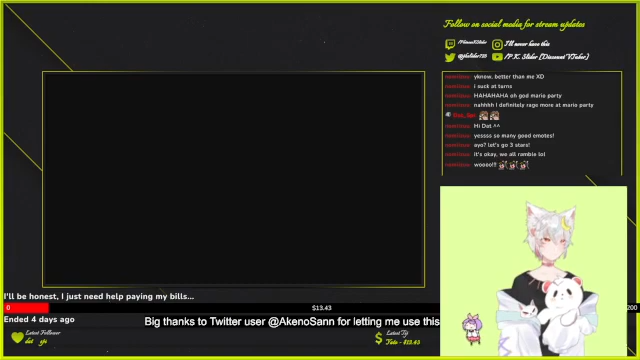 Follow on social media for stream updates
I'll never have this
yknow, better than me XD
i suck at turns
HAHAHAHA oh god mario party
nahhhh I definitely rage more at mario party
Hi Dat ^^
yessss so many good emotes!
ayo? let's go 3 stars!
it's okay, we all ramble lol
woooo!!!
I'll be honest, I just need help paying my bills...
0
$13.43
200
Ended 4 days ago
Big thanks to Twitter user @AkenoSann for letting me use this
Latest Follower
Latest Tip